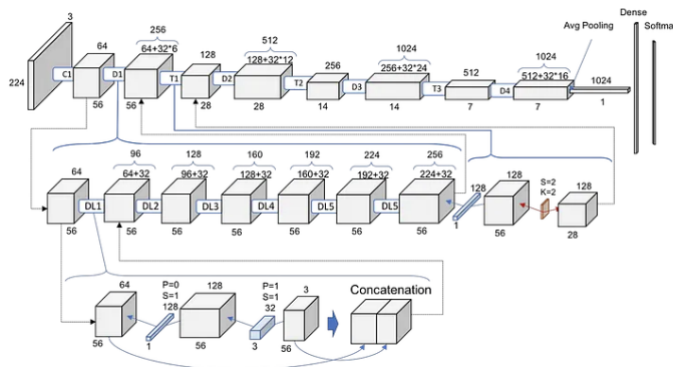 Dense
Avg Pooling
Softma
3
64
256
64+32*6
128
512
128+32*12
256
1024
256+32*24
512
1024
512+32*16
1024
224
C1
D1
T1
D2
T2
D3
T3
D4
56
56
28
28
14
14
7
7
1
64
96
64+32
128
96+32
160
128+32
192
160+32
224
192+32
256
224+32
128
128
S=2
K=2
128
DL1
DL2
DL3
DL4
DL5
DL5
56
56
56
56
56
56
56
1
56
28
64
P=0
S=1
128
128
P=1
S=1
32
3
Concatenation
56
1
56
3
56